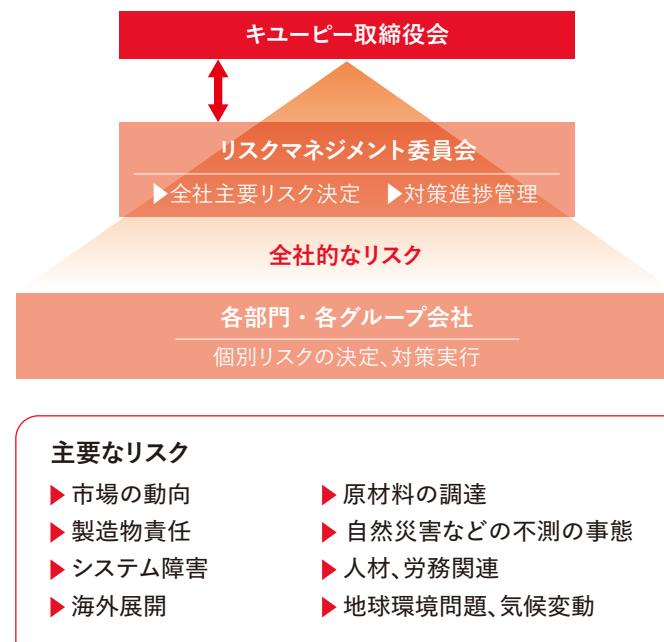 キユーピー取締役会
リスクマネジメント委員会
▶全社主要リスク決定 ▶対策進捗管理
全社的なリスク
各部門・各グループ会社
個別リスクの決定、対策実行
主要なリスク
▶市場の動向
▶製造物責任
▶システム障害
▶海外展開
▶原材料の調達
▶自然災害などの不測の事態
▶人材、労務関連
▶地球環境問題、気候変動